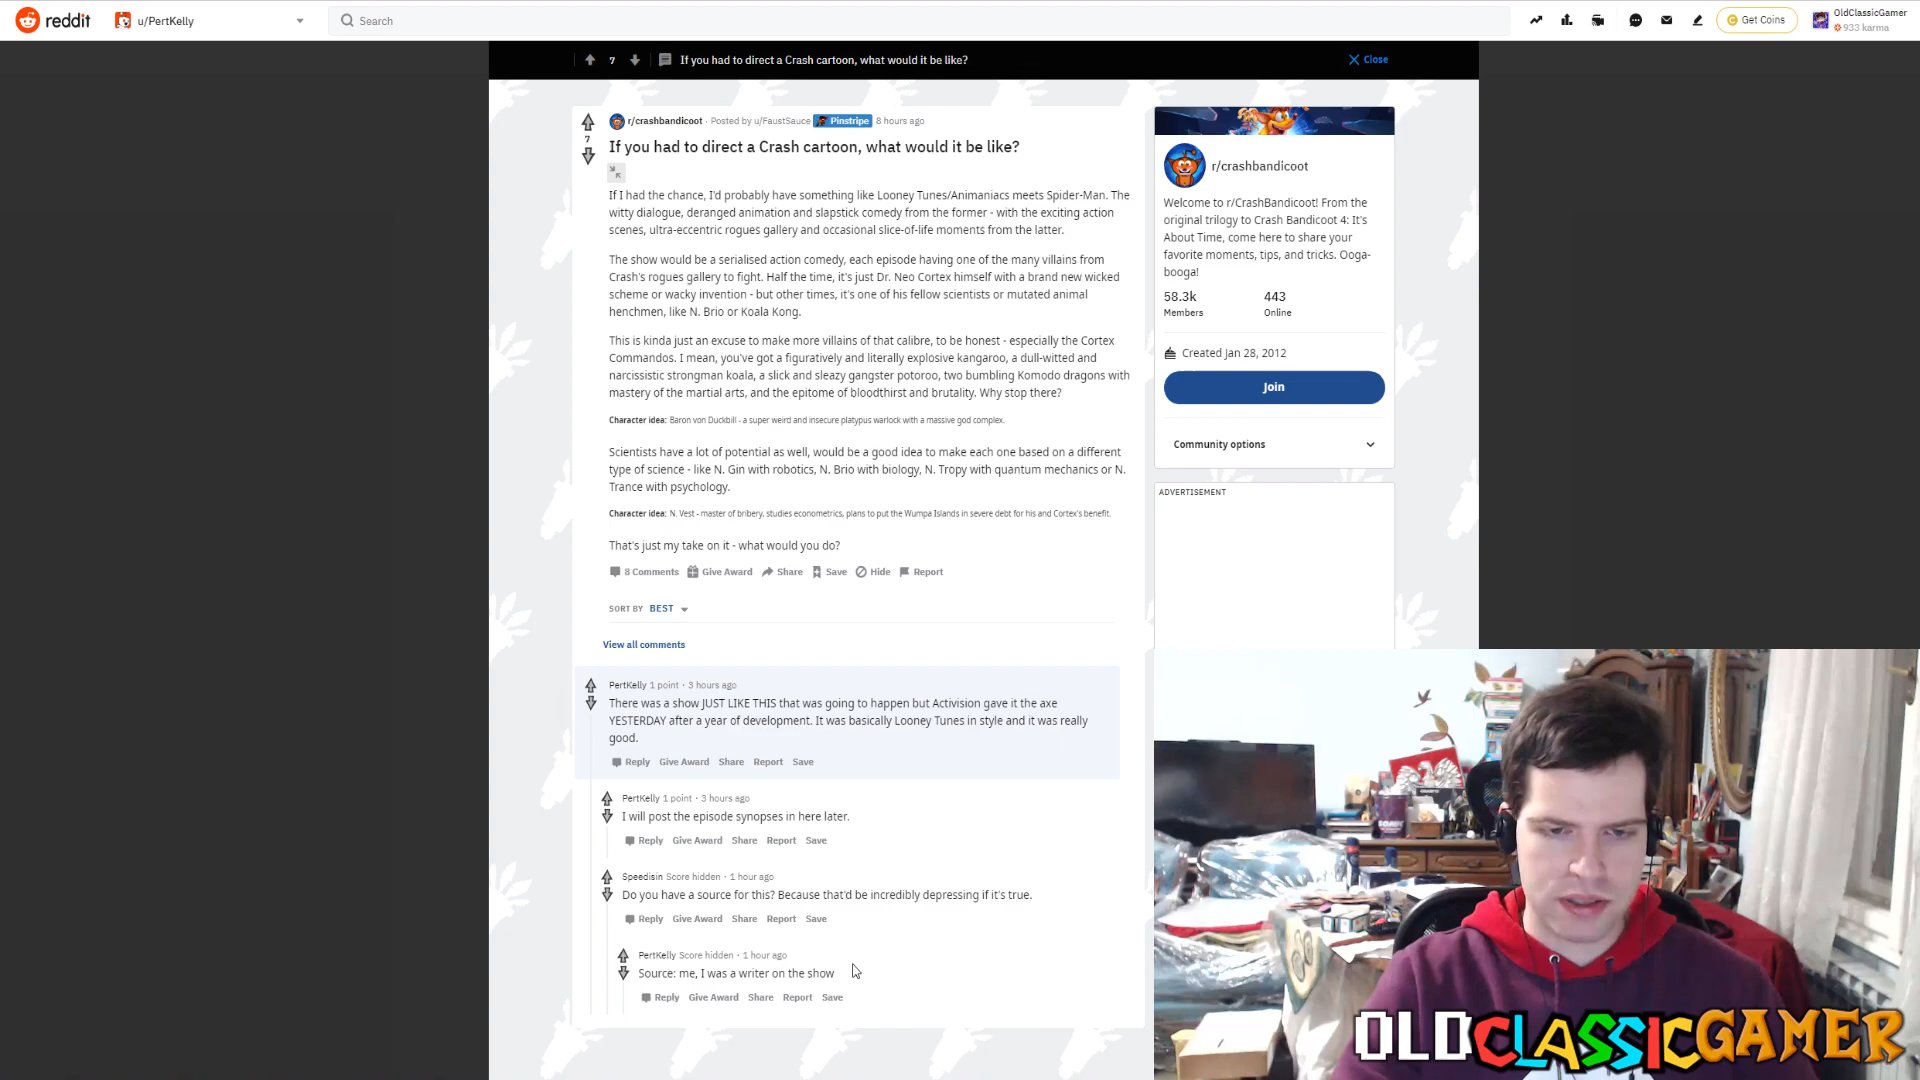 reddit
u/PertKelly
Search
Get Coins
OldClassicGamer
933 karma
7
If you had to direct a Crash cartoon, what would it be like?
Close
7
r/crashbandicoot · Posted by u/FaustSauce Pinstripe 8 hours ago
If you had to direct a Crash cartoon, what would it be like?
If I had the chance, I'd probably have something like Looney Tunes/Animaniacs meets Spider-Man. The
witty dialogue, deranged animation and slapstick comedy from the former - with the exciting action
scenes, ultra-eccentric rogues gallery and occasional slice-of-life moments from the latter.
The show would be a serialised action comedy, each episode having one of the many villains from
Crash's rogues gallery to fight. Half the time, it's just Dr. Neo Cortex himself with a brand new wicked
scheme or wacky invention - but other times, it's one of his fellow scientists or mutated animal
henchmen, like N. Brio or Koala Kong.
This is kinda just an excuse to make more villains of that calibre, to be honest - especially the Cortex
Commandos. I mean, you've got a figuratively and literally explosive kangaroo, a dull-witted and
narcissistic strongman koala, a slick and sleazy gangster potoroo, two bumbling Komodo dragons with
mastery of the martial arts, and the epitome of bloodthirst and brutality. Why stop there?
Character idea: Baron von Duckbill - a super weird and insecure platypus warlock with a massive god complex.
Scientists have a lot of potential as well, would be a good idea to make each one based on a different
type of science - like N. Gin with robotics, N. Brio with biology, N. Tropy with quantum mechanics or N.
Trance with psychology.
Character idea: N. Vest - master of bribery, studies econometrics, plans to put the Wumpa Islands in severe debt for his and Cortex's benefit.
That's just my take on it - what would you do?
8 Comments Give Award Share Save Hide Report
SORT BY BEST
View all comments
PertKelly 1 point · 3 hours ago
There was a show JUST LIKE THIS that was going to happen but Activision gave it the axe
YESTERDAY after a year of development. It was basically Looney Tunes in style and it was really
good.
Reply Give Award Share Report Save
PertKelly 1 point · 3 hours ago
I will post the episode synopses in here later.
Reply Give Award Share Report Save
Speedisin Score hidden · 1 hour ago
Do you have a source for this? Because that'd be incredibly depressing if it's true.
Reply Give Award Share Report Save
PertKelly Score hidden · 1 hour ago
Source: me, I was a writer on the show
Reply Give Award Share Report Save
r/crashbandicoot
Welcome to r/CrashBandicoot! From the
original trilogy to Crash Bandicoot 4: It's
About Time, come here to share your
favorite moments, tips, and tricks. Ooga-
booga!
58.3k 443
Members Online
Created Jan 28, 2012
Join
Community options
ADVERTISEMENT
OLDCLASSICGAMER